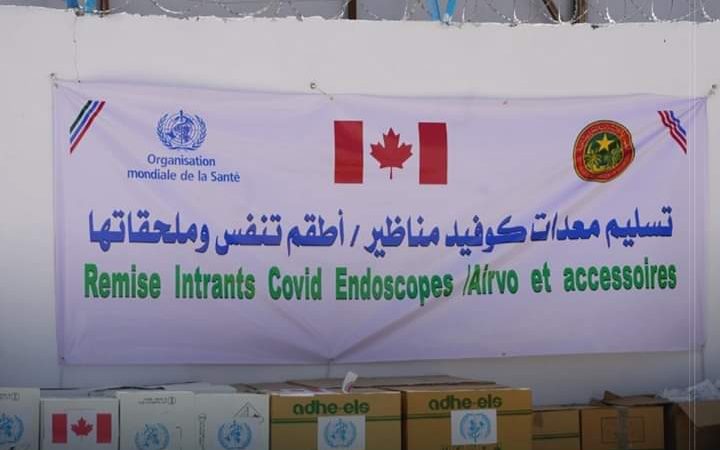 Organisation
mondiale de la Santé
تسليم معدات كوفيد مناظير / أطقم تنفس وملحقاتها
Remise Intrants Covid Endoscopes /Airvo et accessoires
adhe-els
adhe-els